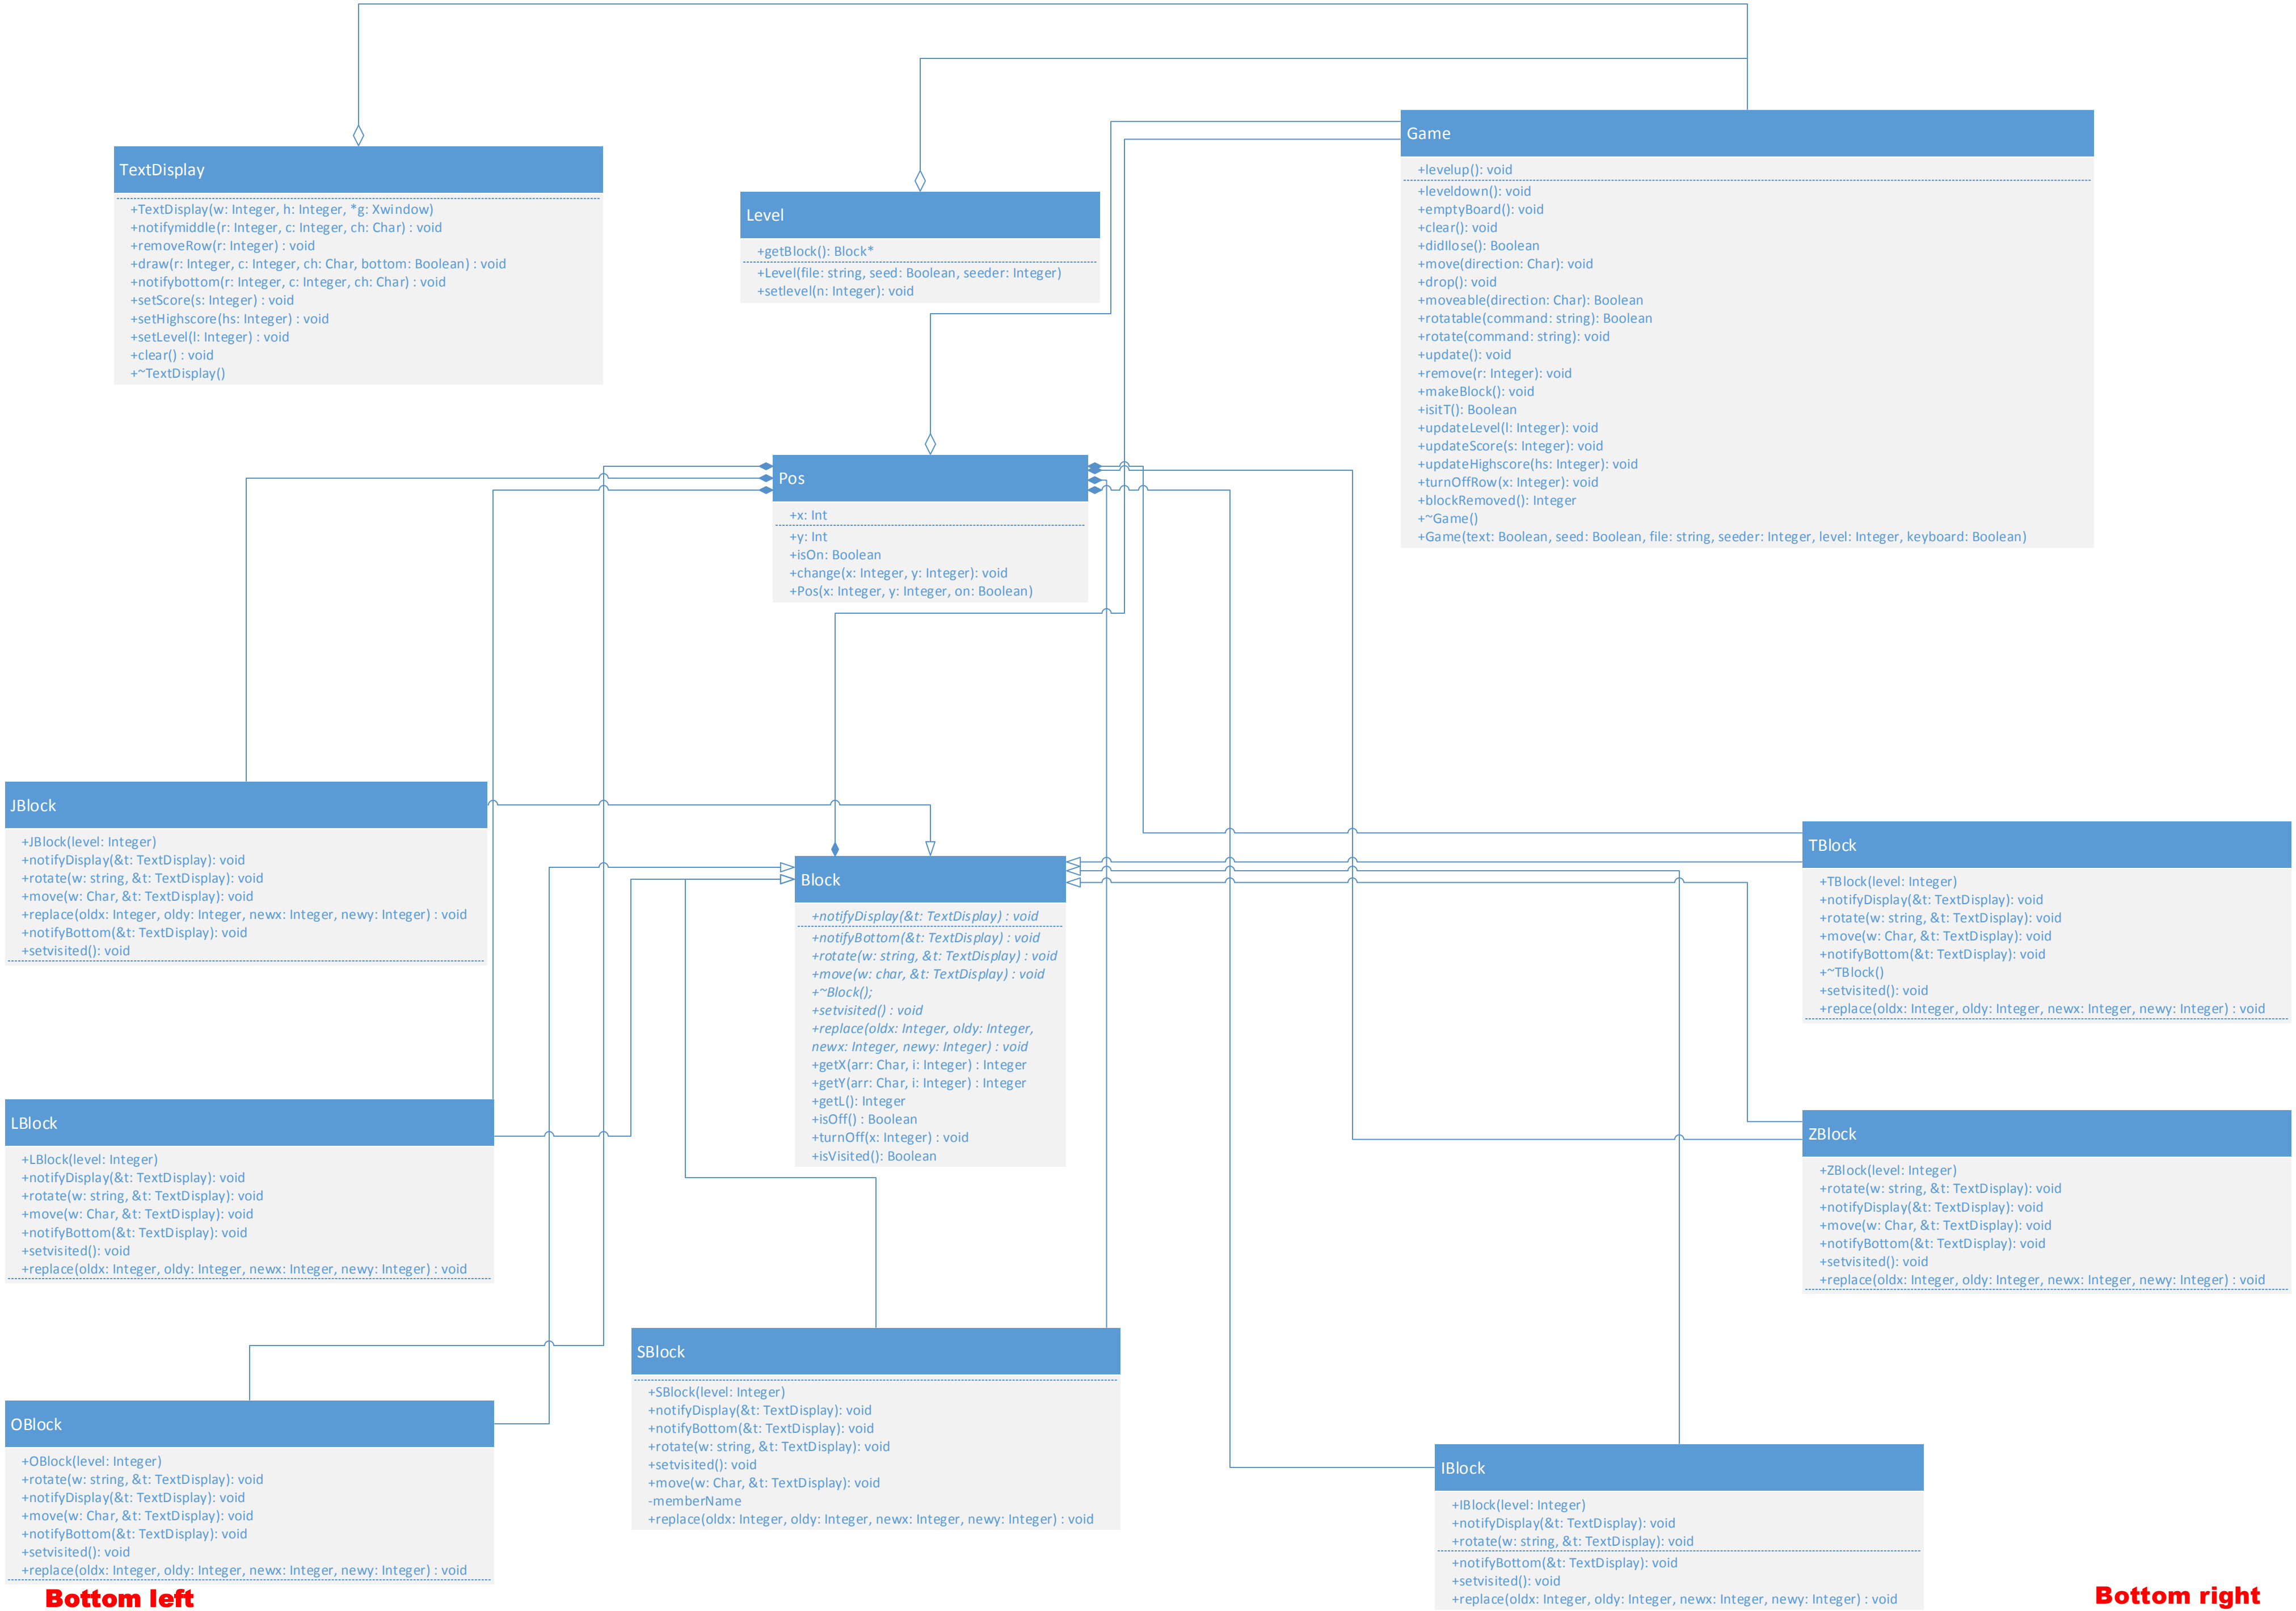 TextDisplay
+TextDisplay(w: Integer, h: Integer, *g: Xwindow)
+notifymiddle(r: Integer, c: Integer, ch: Char) : void
+removeRow(r: Integer) : void
+draw(r: Integer, c: Integer, ch: Char, bottom: Boolean) : void
+notifybottom(r: Integer, c: Integer, ch: Char) : void
+setScore(s: Integer) : void
+setHighscore(hs: Integer) : void
+setLevel(l: Integer) : void
+clear() : void
+~TextDisplay()
Level
+getBlock(): Block*
+Level(file: string, seed: Boolean, seeder: Integer)
+setlevel(n: Integer): void
Game
+levelup(): void
+leveldown(): void
+emptyBoard(): void
+clear(): void
+didIlose(): Boolean
+move(direction: Char): void
+drop(): void
+moveable(direction: Char): Boolean
+rotatable(command: string): Boolean
+rotate(command: string): void
+update(): void
+remove(r: Integer): void
+makeBlock(): void
+isitT(): Boolean
+updateLevel(l: Integer): void
+updateScore(s: Integer): void
+updateHighscore(hs: Integer): void
+turnOffRow(x: Integer): void
+blockRemoved(): Integer
+~Game()
+Game(text: Boolean, seed: Boolean, file: string, seeder: Integer, level: Integer, keyboard: Boolean)
Pos
+x: Int
+y: Int
+isOn: Boolean
+change(x: Integer, y: Integer): void
+Pos(x: Integer, y: Integer, on: Boolean)
JBlock
+JBlock(level: Integer)
+notifyDisplay(&t: TextDisplay): void
+rotate(w: string, &t: TextDisplay): void
+move(w: Char, &t: TextDisplay): void
+replace(oldx: Integer, oldy: Integer, newx: Integer, newy: Integer) : void
+notifyBottom(&t: TextDisplay): void
+setvisited(): void
Block
+notifyDisplay(&t: TextDisplay) : void
+notifyBottom(&t: TextDisplay) : void
+rotate(w: string, &t: TextDisplay) : void
+move(w: char, &t: TextDisplay) : void
+~Block();
+setvisited() : void
+replace(oldx: Integer, oldy: Integer,
newx: Integer, newy: Integer) : void
+getX(arr: Char, i: Integer) : Integer
+getY(arr: Char, i: Integer) : Integer
+getL(): Integer
+isOff() : Boolean
+turnOff(x: Integer) : void
+isVisited(): Boolean
TBlock
+TBlock(level: Integer)
+notifyDisplay(&t: TextDisplay): void
+rotate(w: string, &t: TextDisplay): void
+move(w: Char, &t: TextDisplay): void
+notifyBottom(&t: TextDisplay): void
+~TBlock()
+setvisited(): void
+replace(oldx: Integer, oldy: Integer, newx: Integer, newy: Integer) : void
LBlock
+LBlock(level: Integer)
+notifyDisplay(&t: TextDisplay): void
+rotate(w: string, &t: TextDisplay): void
+move(w: Char, &t: TextDisplay): void
+notifyBottom(&t: TextDisplay): void
+setvisited(): void
+replace(oldx: Integer, oldy: Integer, newx: Integer, newy: Integer) : void
ZBlock
+ZBlock(level: Integer)
+rotate(w: string, &t: TextDisplay): void
+notifyDisplay(&t: TextDisplay): void
+move(w: Char, &t: TextDisplay): void
+notifyBottom(&t: TextDisplay): void
+setvisited(): void
+replace(oldx: Integer, oldy: Integer, newx: Integer, newy: Integer) : void
OBlock
+OBlock(level: Integer)
+rotate(w: string, &t: TextDisplay): void
+notifyDisplay(&t: TextDisplay): void
+move(w: Char, &t: TextDisplay): void
+notifyBottom(&t: TextDisplay): void
+setvisited(): void
+replace(oldx: Integer, oldy: Integer, newx: Integer, newy: Integer) : void
SBlock
+SBlock(level: Integer)
+notifyDisplay(&t: TextDisplay): void
+notifyBottom(&t: TextDisplay): void
+rotate(w: string, &t: TextDisplay): void
+setvisited(): void
+move(w: Char, &t: TextDisplay): void
-memberName
+replace(oldx: Integer, oldy: Integer, newx: Integer, newy: Integer) : void
IBlock
+IBlock(level: Integer)
+notifyDisplay(&t: TextDisplay): void
+rotate(w: string, &t: TextDisplay): void
+notifyBottom(&t: TextDisplay): void
+setvisited(): void
+replace(oldx: Integer, oldy: Integer, newx: Integer, newy: Integer) : void
Bottom left
Bottom right